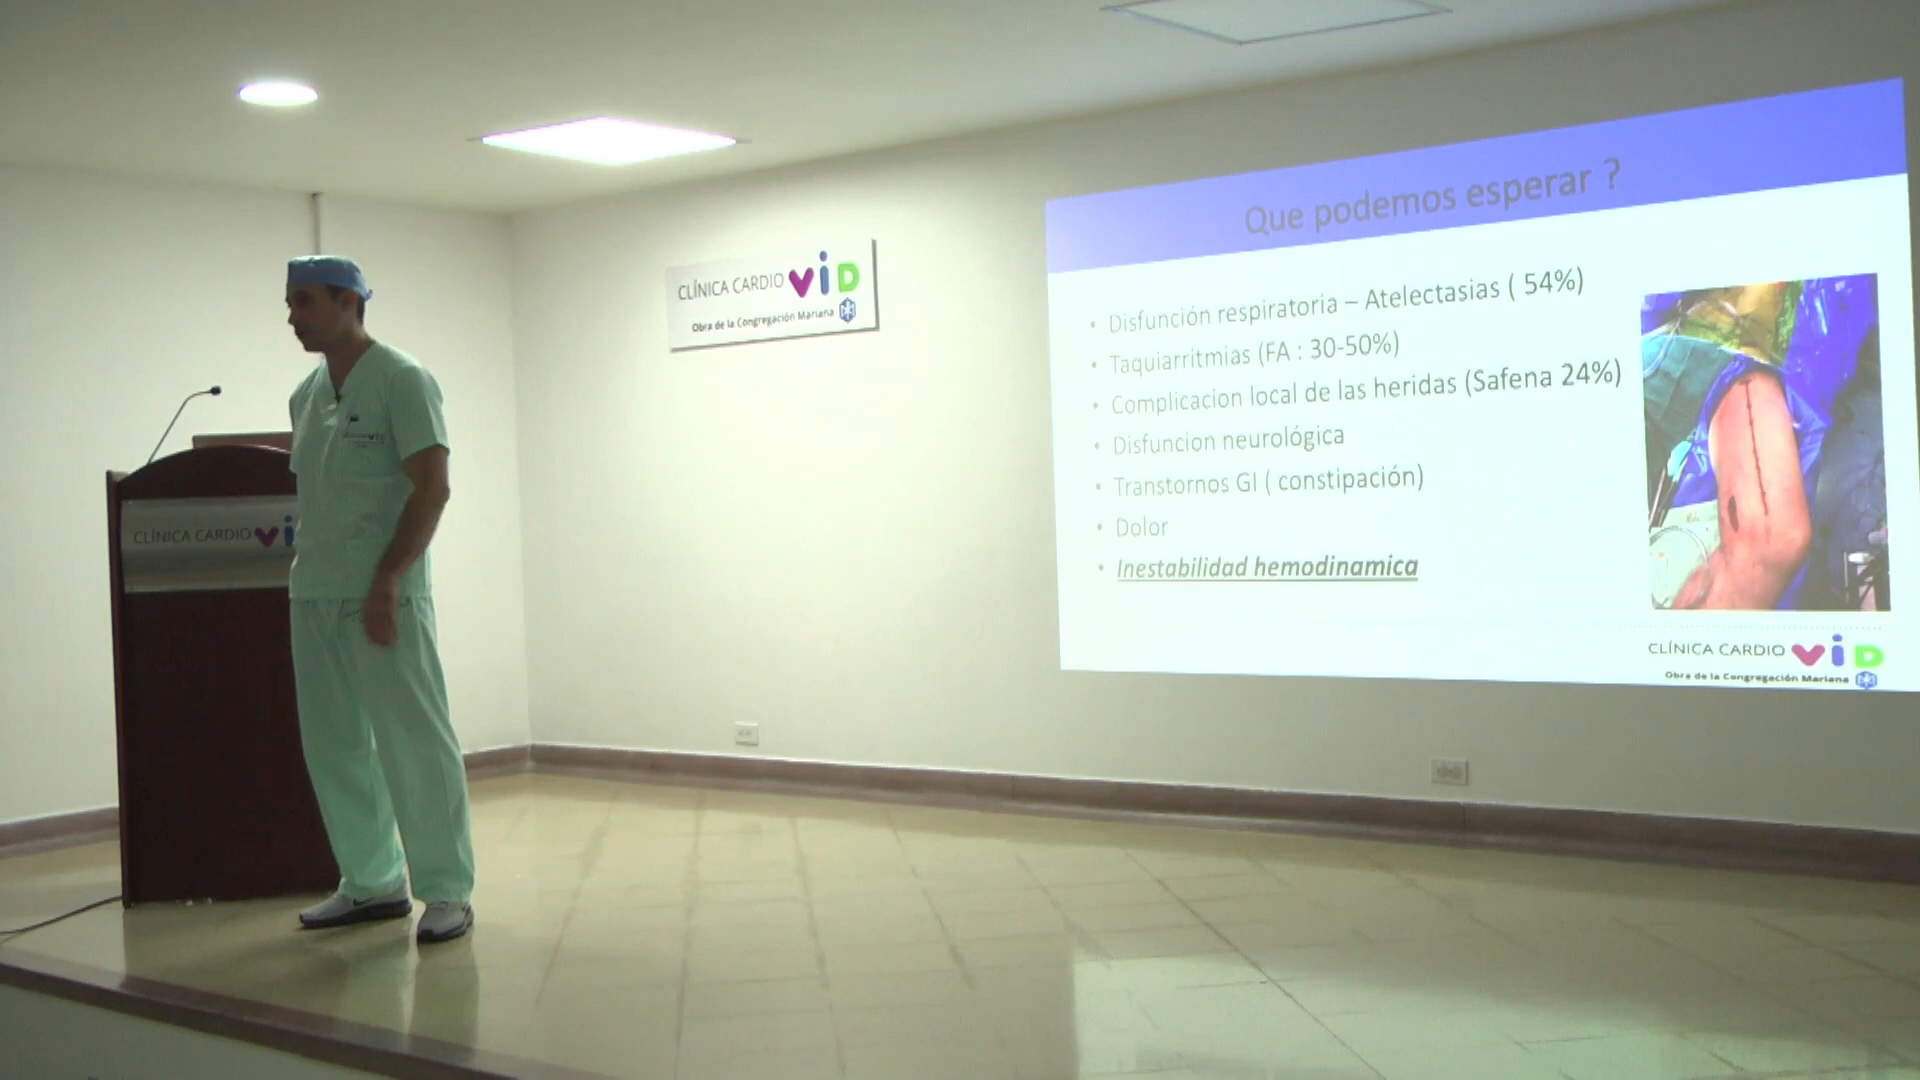 CLÍNICA CARDIO VID
Obra de la Congregación Mariana
CLÍNICA CARDIO VI
Que podemos esperar ?
• Disfunción respiratoria – Atelectasias ( 54%)
• Taquiarritmias (FA : 30-50%)
• Complicacion local de las heridas (Safena 24%)
• Disfuncion neurológica
• Transtornos GI ( constipación)
• Dolor
• Inestabilidad hemodinamica
CLÍNICA CARDIO VID
Obra de la Congregación Mariana